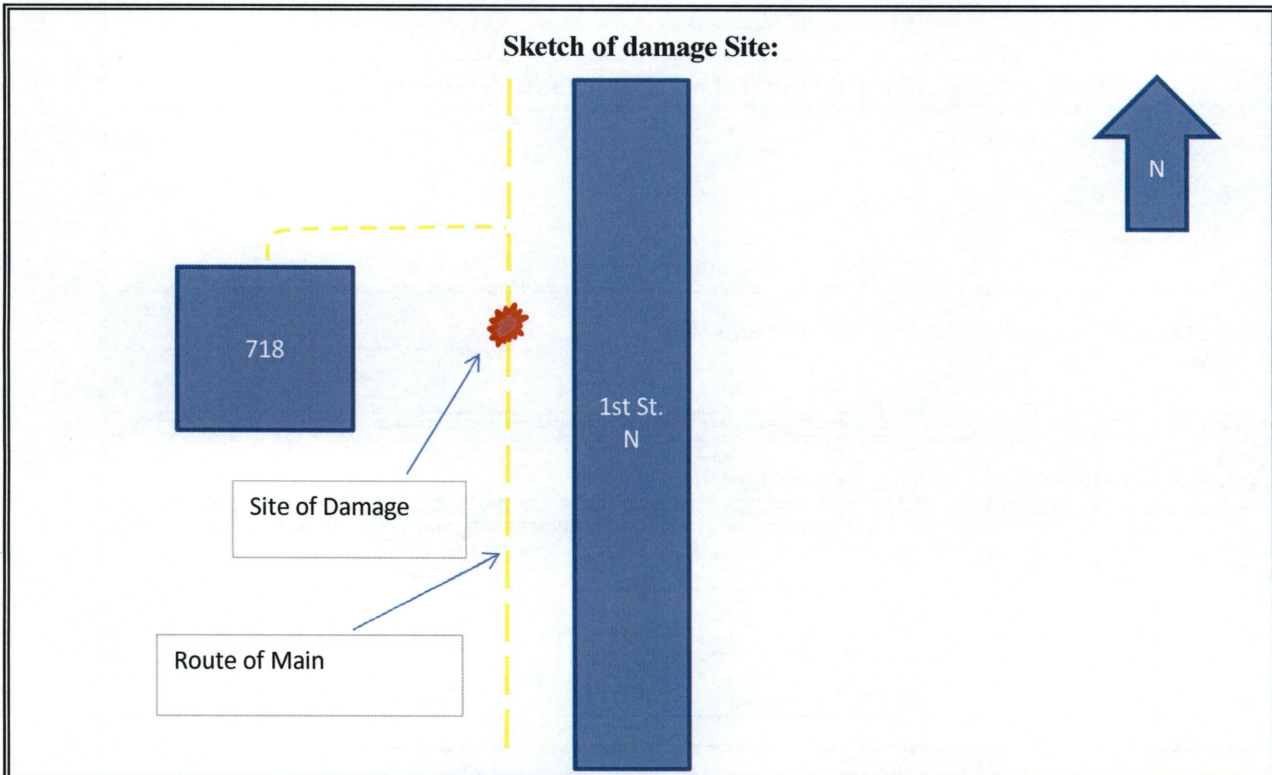 Sketch of damage Site:
N
718
1st St.
N
Site of Damage
Route of Main